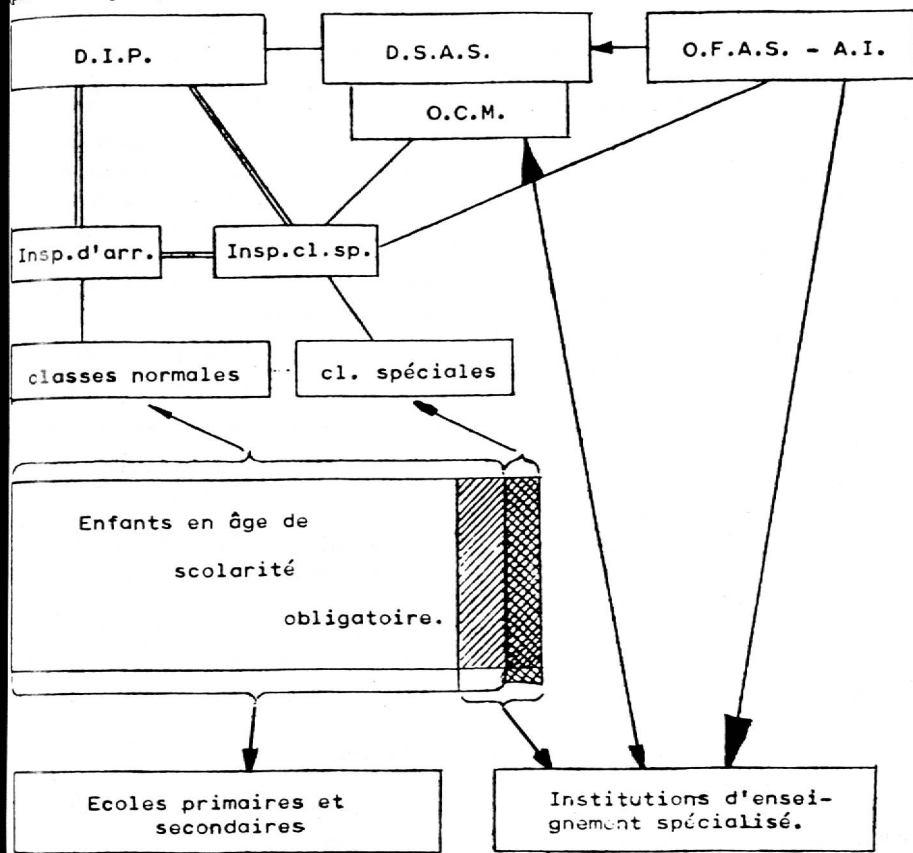 D.I.P.
D.S.A.S.
O.F.A.S. - A.I.
O.C.M.
Insp.d'arr.
Insp.cl.sp.
classes normales
cl. spéciales
Enfants en âge de
scolarité
obligatoire.
Ecoles primaires et
secondaires
Institutions d'ensei-
gnement spécialisé.